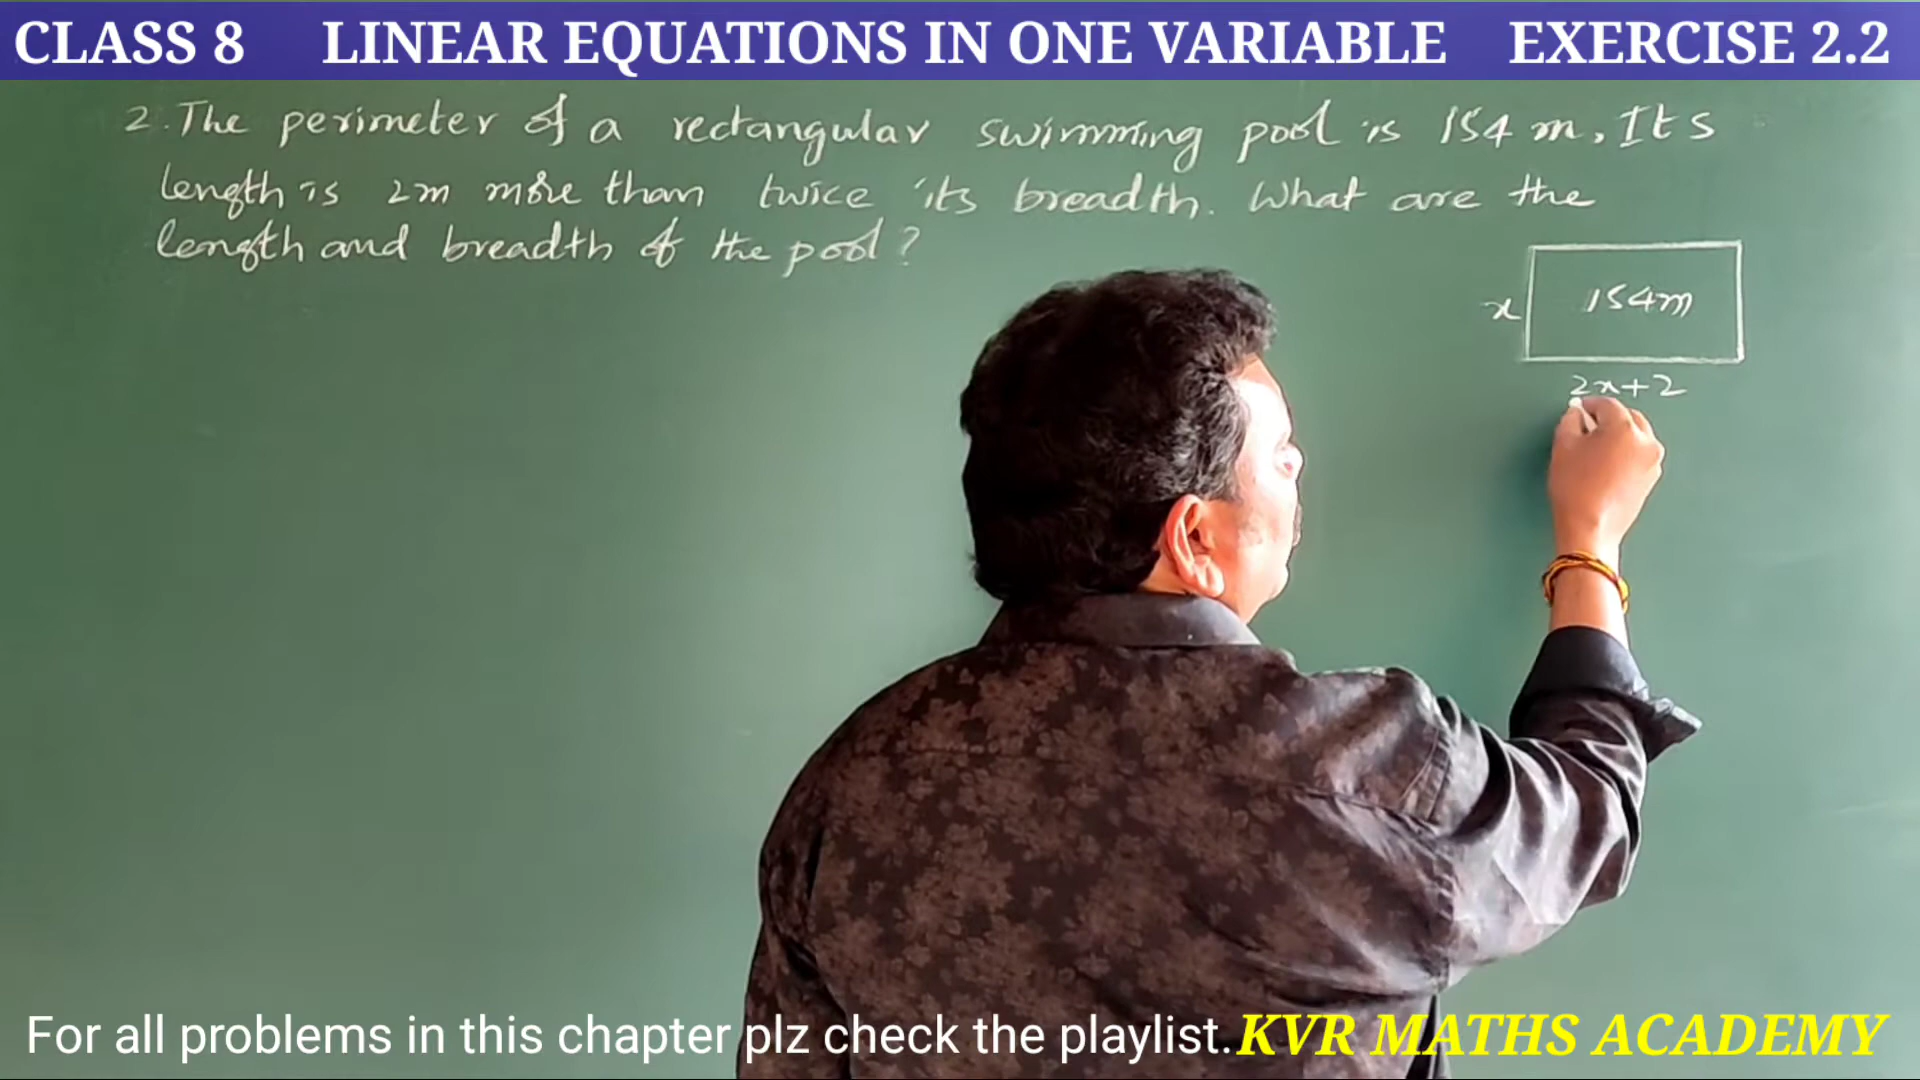 CLASS 8 LINEAR EQUATIONS IN ONE VARIABLE EXERCISE 2.2
2. The perimeter of a rectangular swimming pool is 154 m. Its
length is 2m more than twice its breadth. What are the
length and breadth of the pool?
x 154m
2x+2
For all problems in this chapter plz check the playlist. KVR MATHS ACADEMY